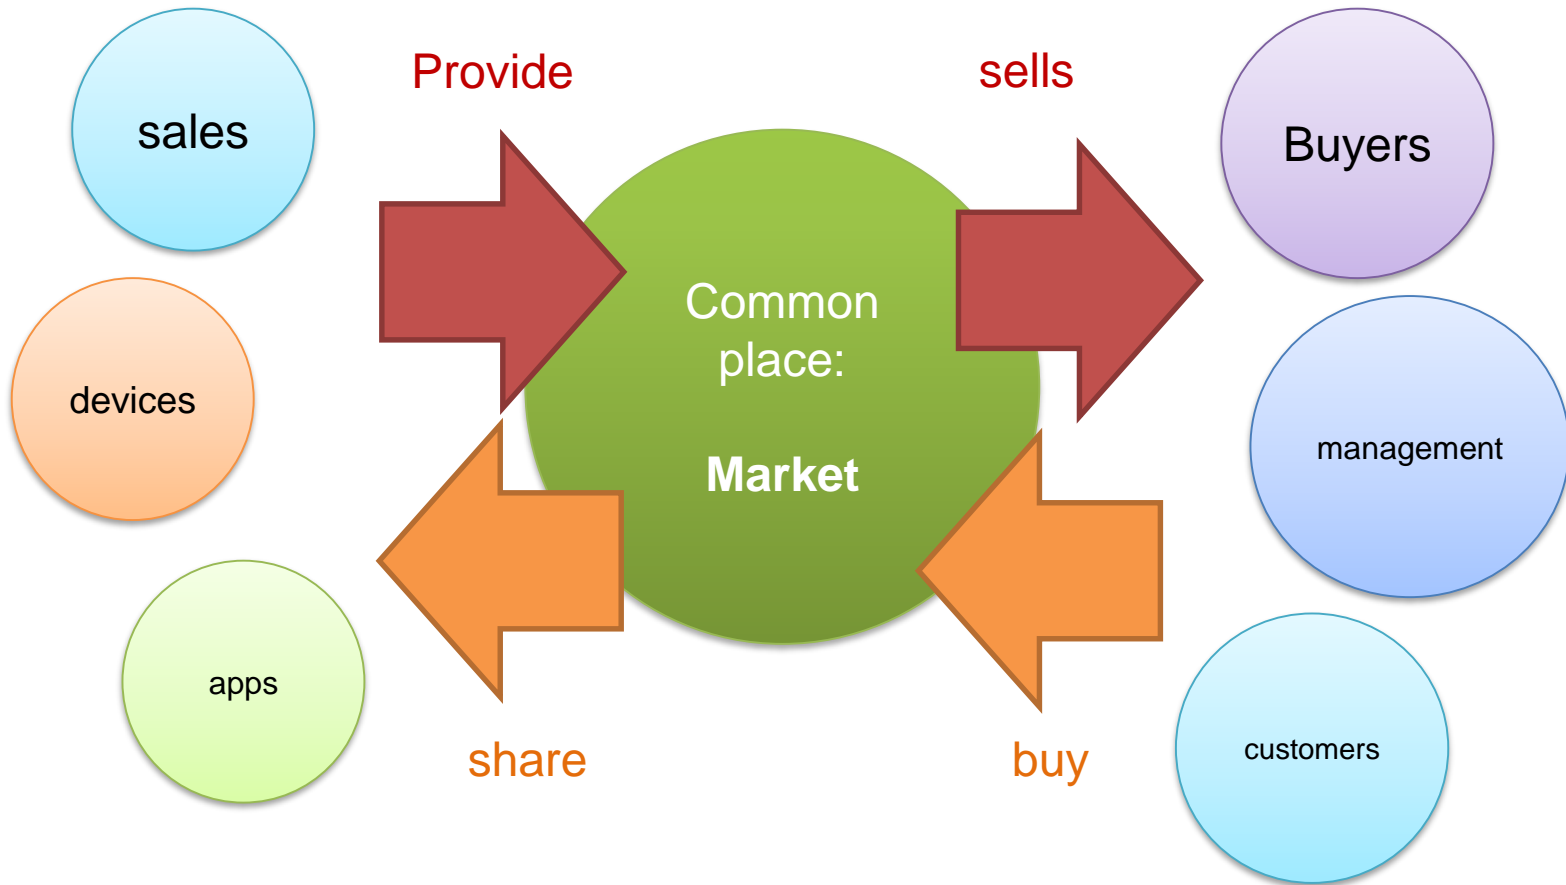 Provide
sells
sales
Buyers
Common
place:
Market
devices
management
apps
customers
share
buy